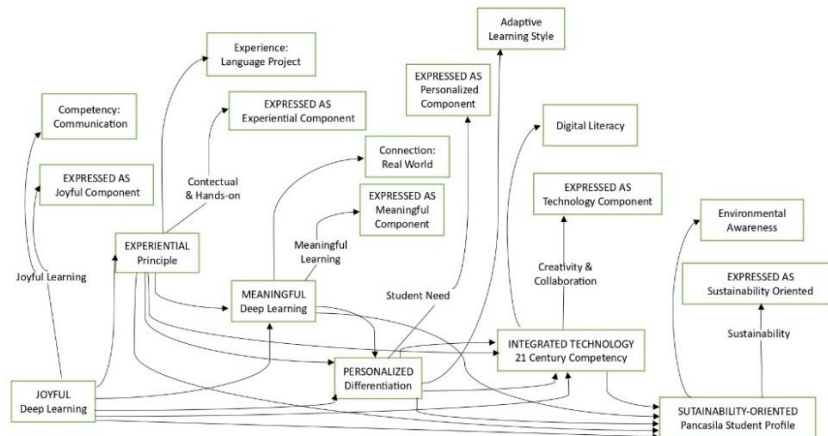 Adaptive
Learning Style
Experience:
Language Project
EXPRESSED AS
Personalized
Component
Competency:
Communication
EXPRESSED AS
Experiential Component
Digital Literacy
Connection:
Real World
EXPRESSED AS
Joyful Component
Contectual
& Hands-on
EXPRESSED AS
Meaningful
Component
EXPRESSED AS
Technology Component
Environmental
Awareness
EXPERIENTIAL
Principle
Meaningful
Learning
Joyful Learning
Creativity &
Collaboration
EXPRESSED AS
Sustainability Oriented
MEANINGFUL
Deep Learning
Student Need
Sustainability
INTEGRATED TECHNOLOGY
21 Century Competency
PERSONALIZED
Differentiation
JOYFUL
Deep Learning
SUTAINABILITY-ORIENTED
Pancasila Student Profile